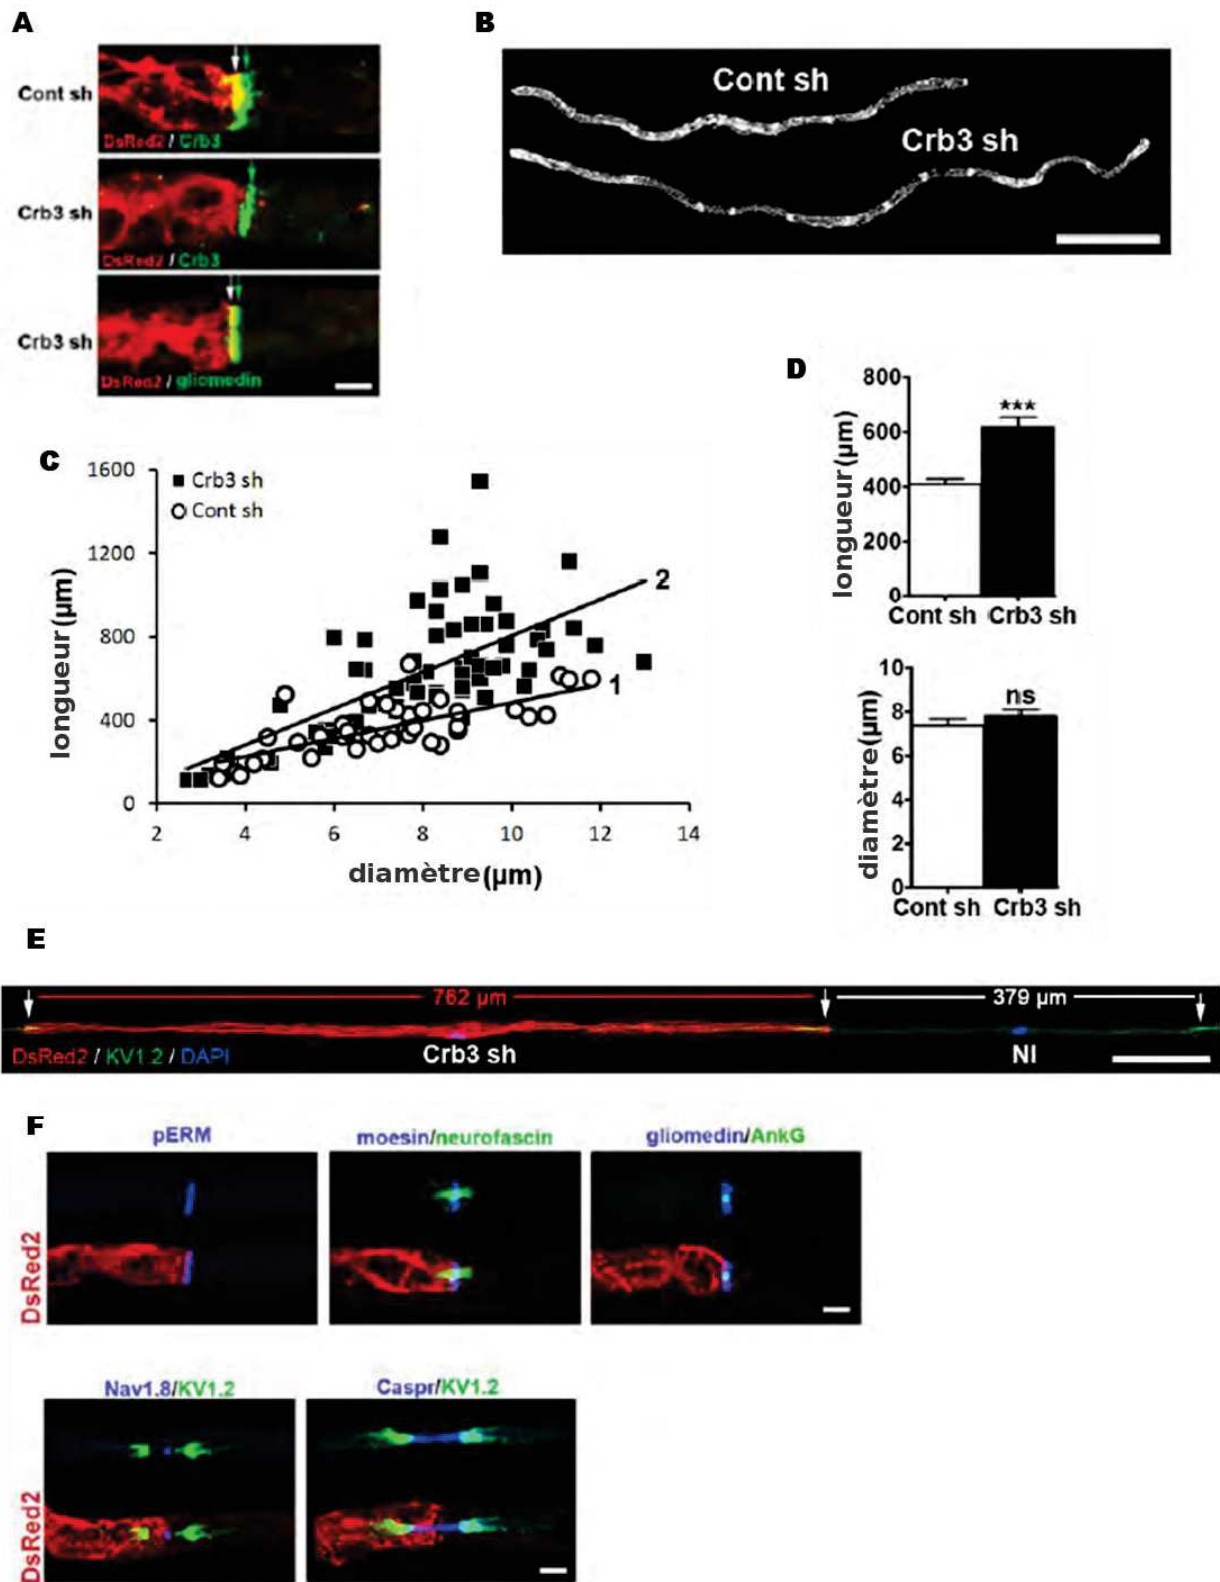 A
Cont sh
DsRed2 / Crb3
Crb3 sh
DsRed2 / Crb3
Crb3 sh
DsRed2 / gliomedin
B
Cont sh
Crb3 sh
C
1600
1200
800
400
0
Crb3 sh
Cont sh
2
1
2 4 6 8 10 12 14
longueur (µm)
diamètre (µm)
D
800
600
400
200
0
***
longueur (µm)
Cont sh Crb3 sh
10
8
6
4
2
0
ns
diamètre (µm)
Cont sh Crb3 sh
E
762 µm
379 µm
DsRed2 / KV1.2 / DAPI
Crb3 sh
NI
F
pERM
moesin/neurofascin
gliomedin/AnkG
DsRed2
Nav1.8/KV1.2
Caspr/KV1.2
DsRed2